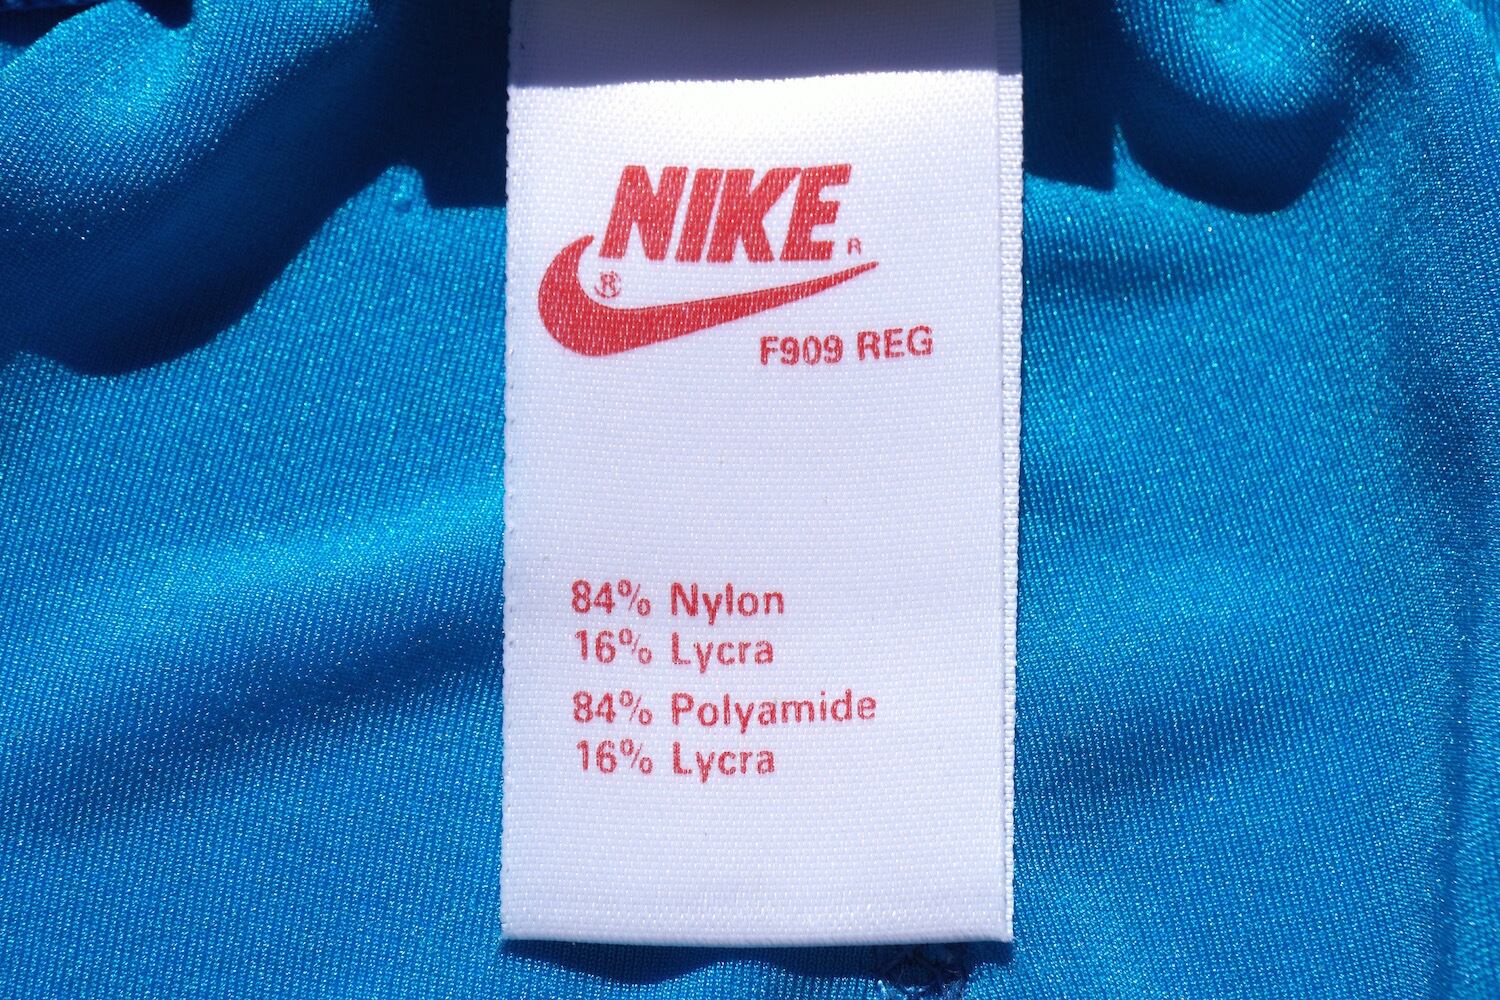 NIKE R
®
F909 REG
84% Nylon
16% Lycra
84% Polyamide
16% Lycra